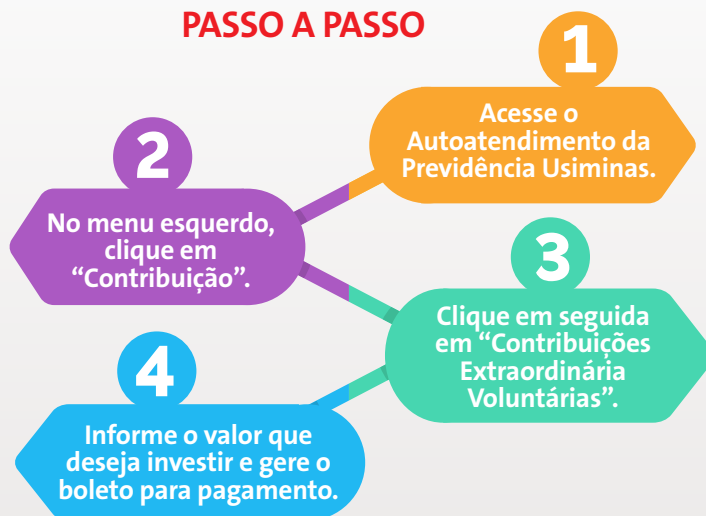 PASSO A PASSO
1
Acesse o
Autoatendimento da
Previdência Usiminas.
2
No menu esquerdo,
clique em
“Contribuição”.
3
Clique em seguida
em “Contribuições
Extraordinária
Voluntárias”.
4
Informe o valor que
deseja investir e gere o
boleto para pagamento.